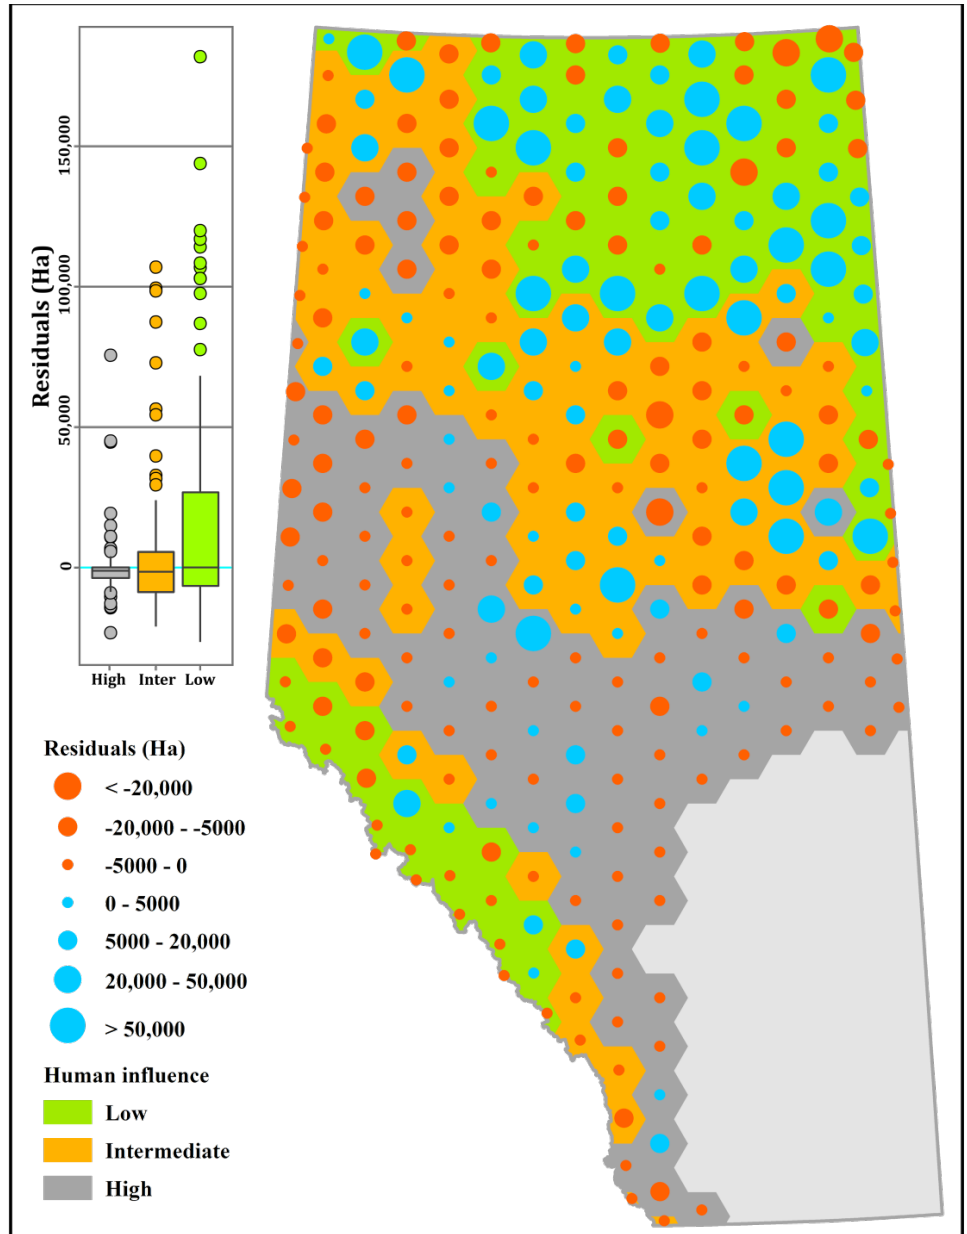 Residuals (Ha)
150,000
100,000
50,000
0
High Inter Low
Residuals (Ha)
< -20,000
-20,000 - -5000
-5000 - 0
0 - 5000
5000 - 20,000
20,000 - 50,000
> 50,000
Human influence
Low
Intermediate
High